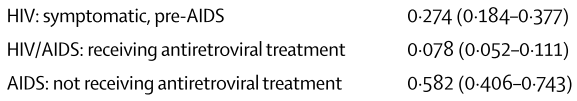 HIV: symptomatic, pre-AIDS 0·274 (0·184–0·377)
HIV/AIDS: receiving antiretroviral treatment 0·078 (0·052–0·111)
AIDS: not receiving antiretroviral treatment 0·582 (0·406–0·743)